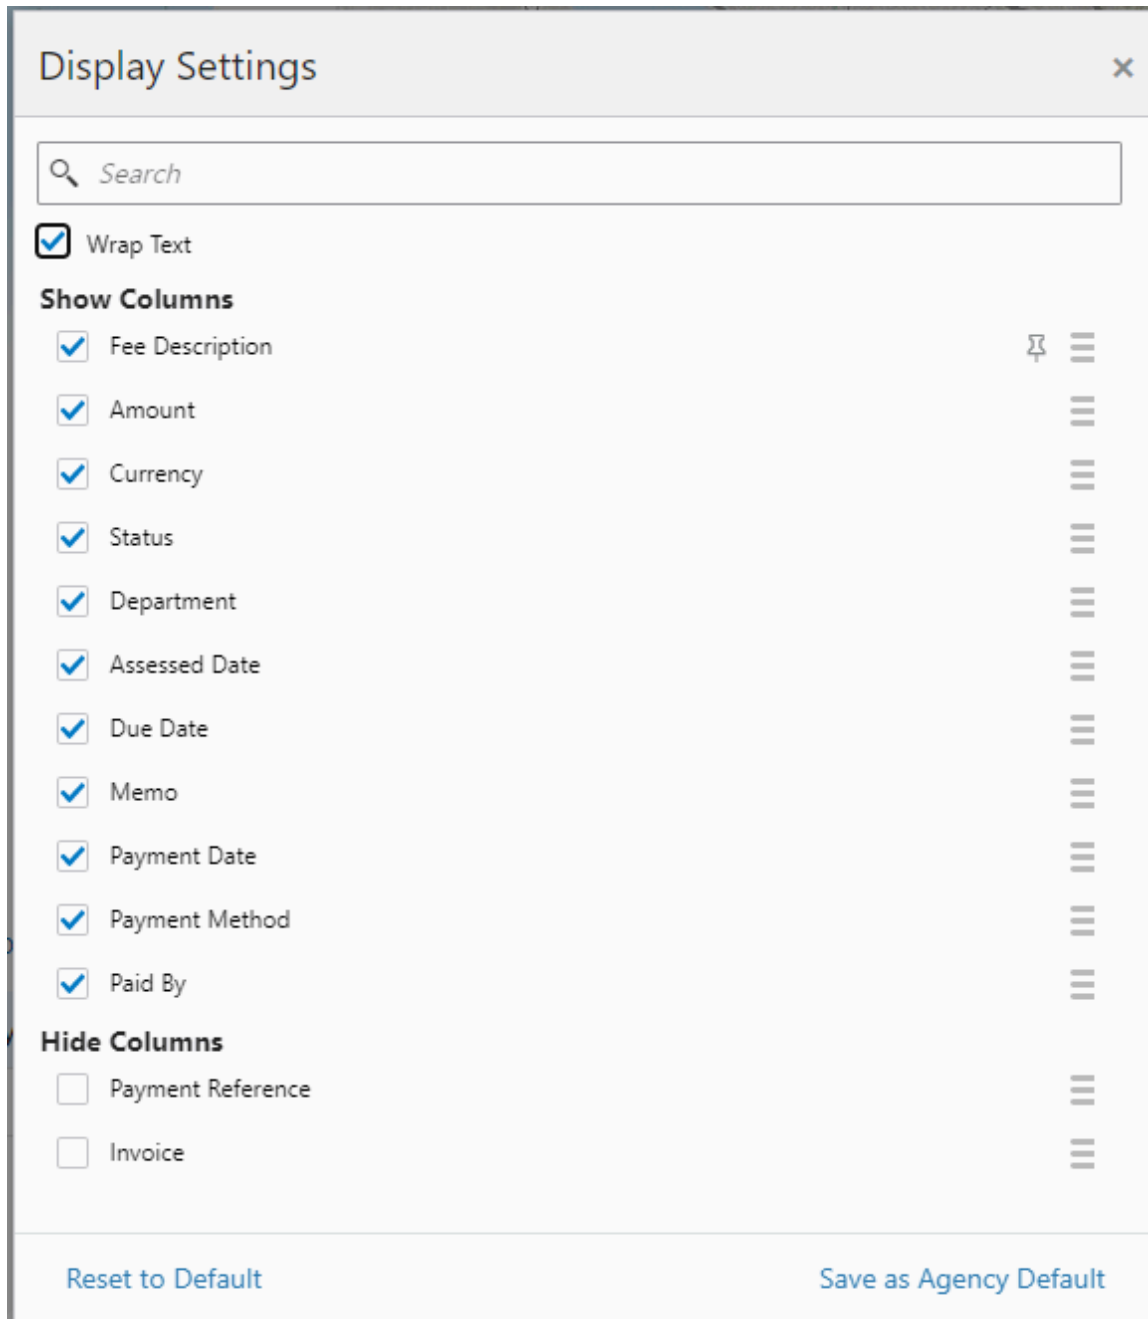 Display Settings
Search
Wrap Text
Show Columns
Fee Description
Amount
Currency
Status
Department
Assessed Date
Due Date
Memo
Payment Date
Payment Method
Paid By
Hide Columns
Payment Reference
Invoice
Reset to Default
Save as Agency Default